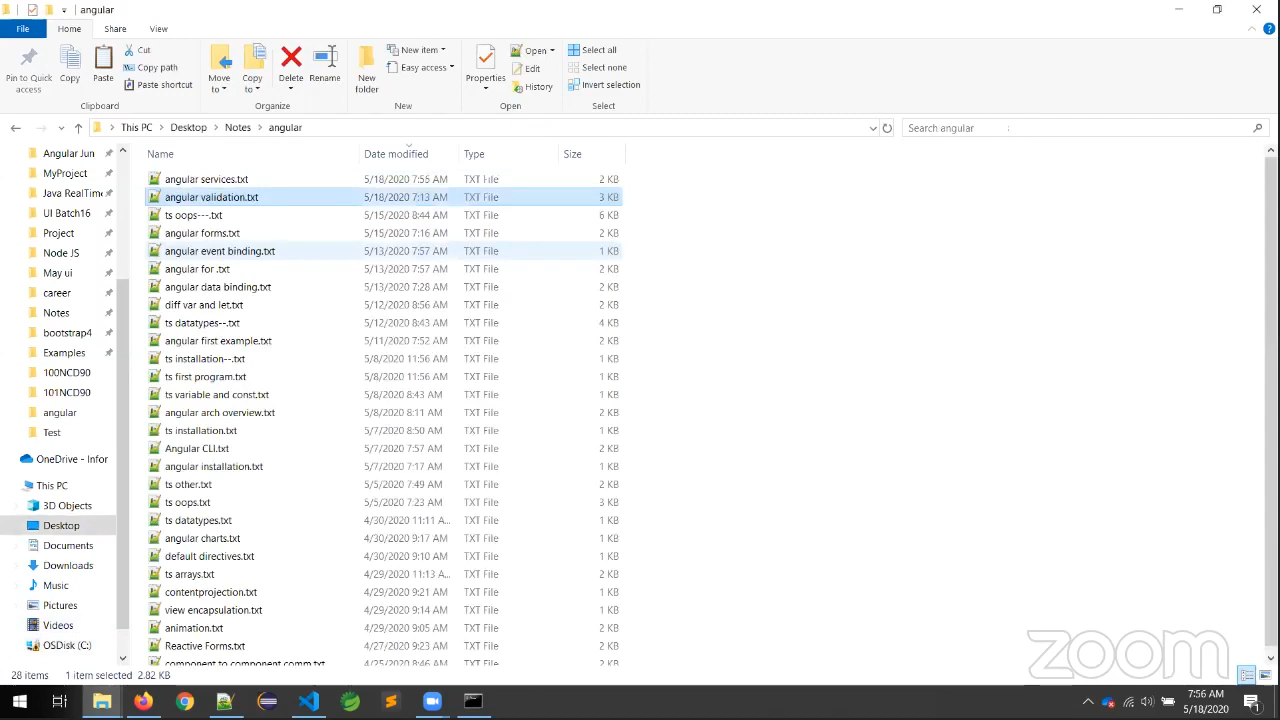 angular
File Home Share View
Pin to Quick access
Copy
Paste
Cut
Copy path
Paste shortcut
Clipboard
Move to
Copy to
Delete
Rename
Organize
New folder
New item
Easy access
New
Properties
Open
Edit
History
Open
Select all
Select none
Invert selection
Select
This PC > Desktop > Notes > angular
Search angular
Angular Jun
MyProject
Java RealTime
UI Batch16
Project
Node JS
May ui
career
Notes
bootstrap4
Examples
100NCD90
101NCD90
angular
Test
OneDrive - Infor
This PC
3D Objects
Desktop
Documents
Downloads
Music
Pictures
Videos
OSDisk (C:)
Name Date modified Type Size
angular services.txt 5/18/2020 7:55 AM TXT File 2 KB
angular 5/18/2020 7:13 AM TXT File 3 KB
ts oops---.txt 5/15/2020 8:44 AM TXT File 6 KB
angular forms.txt 5/15/2020 7:16 AM TXT File 2 KB
angular event binding.txt 5/13/2020 7:57 AM TXT File 1 KB
angular for .txt 5/13/2020 7:57 AM TXT File 2 KB
angular data binding.txt 5/13/2020 7:28 AM TXT File 2 KB
diff var and let.txt 5/12/2020 8:56 AM TXT File 2 KB
ts datatypes--.txt 5/12/2020 8:43 AM TXT File 4 KB
angular first example.txt 5/11/2020 7:32 AM TXT File 2 KB
ts installation--.txt 5/8/2020 11:56 AM TXT File 1 KB
ts first program.txt 5/8/2020 11:56 AM TXT File 1 KB
ts variable and const.txt 5/8/2020 8:43 AM TXT File 1 KB
angular arch overview.txt 5/8/2020 8:11 AM TXT File 2 KB
ts installation.txt 5/7/2020 8:50 AM TXT File 1 KB
Angular CLI.txt 5/7/2020 7:57 AM TXT File 2 KB
angular installation.txt 5/7/2020 7:17 AM TXT File 1 KB
ts other.txt 5/5/2020 7:49 AM TXT File 2 KB
ts oops.txt 5/5/2020 7:23 AM TXT File 3 KB
ts datatypes.txt 4/30/2020 11:11 A... TXT File 1 KB
angular charts.txt 4/30/2020 9:17 AM TXT File 1 KB
default directives.txt 4/30/2020 9:10 AM TXT File 2 KB
ts arrays.txt 4/29/2020 11:13 A... TXT File 2 KB
contentprojection.txt 4/29/2020 9:21 AM TXT File 1 KB
view encapsulation.txt 4/29/2020 9:14 AM TXT File 1 KB
animation.txt 4/29/2020 9:05 AM TXT File 2 KB
Reactive Forms.txt 4/27/2020 9:23 AM TXT File 2 KB
component to component comm.txt 4/25/2020 8:46 AM TXT File 2 KB
28 items 1 item selected 2.82 KB
zoom
7:56 AM
5/18/2020